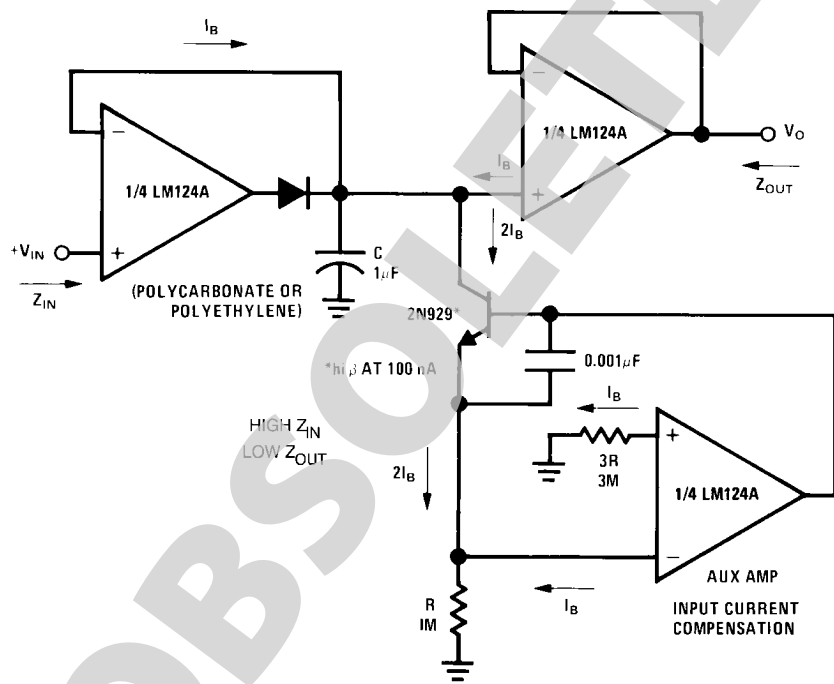 I_B
1/4 LM124A
V_O
Z_OUT
I_B
2I_B
1/4 LM124A
+V_IN
Z_IN
C
1µF
(POLYCARBONATE OR
POLYETHYLENE)
2N929*
*hi β AT 100 nA
0.001µF
HIGH Z_IN
LOW Z_OUT
I_B
3R
3M
1/4 LM124A
2I_B
I_B
R
1M
AUX AMP
INPUT CURRENT
COMPENSATION
OBSOLETE